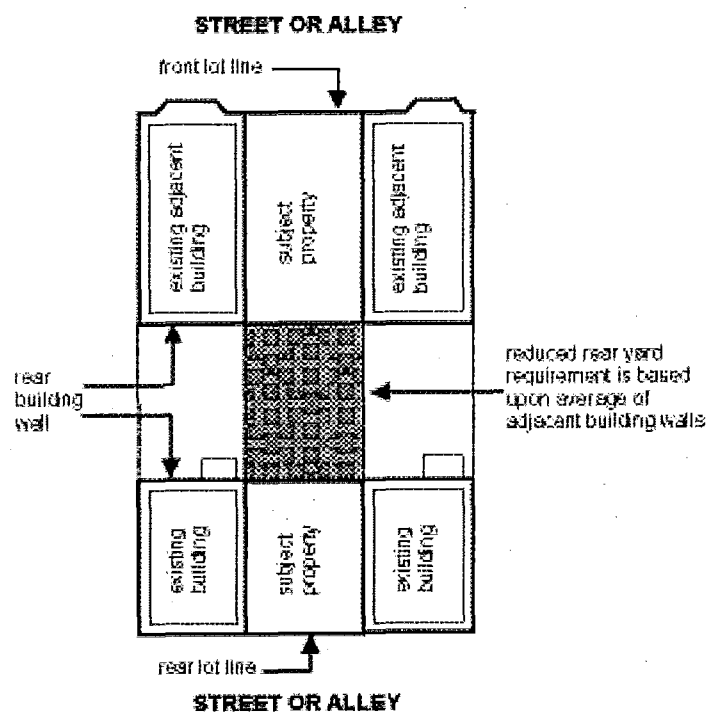 STREET OR ALLEY
front lot line
existing adjacent
building
subject
property
existing adjacent
building
rear
building
wall
reduced rear yard
requirement is based
upon average of
adjacent building walls
existing
building
subject
property
existing
building
rear lot line
STREET OR ALLEY